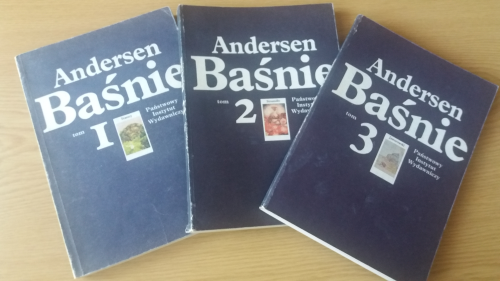 Andersen
Baśnie
tom 1
Państwowy
Instytut
Wydawniczy
Andersen
Baśnie
tom 2
Państwowy
Instytut
Wydawniczy
Andersen
Baśnie
tom 3
Państwowy
Instytut
Wydawniczy